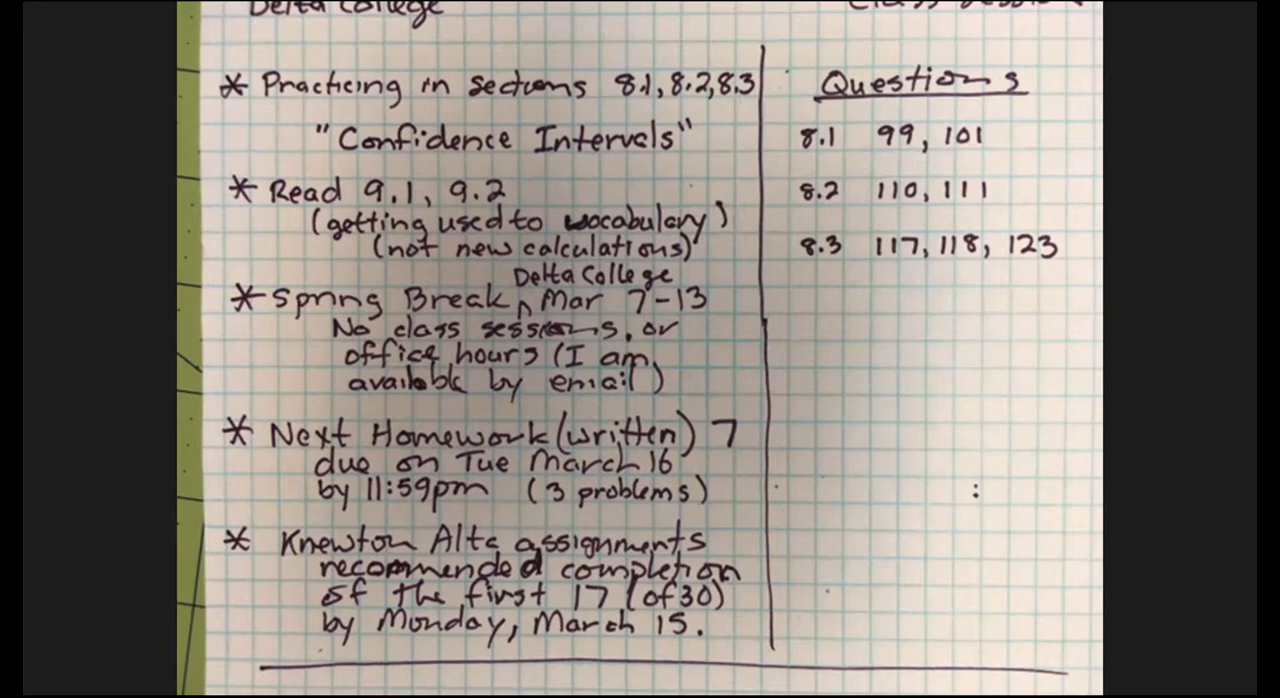 Delta College
* Practicing in sections 8.1, 8.2, 8.3
"Confidence Intervals"
* Read 9.1, 9.2
(getting used to vocabulary)
(not new calculations)
Delta College
* Spring Break ^ Mar 7-13
No class sessions, or
office hours (I am
available by email)
* Next Homework (written) 7
due on Tue March 16
by 11:59pm (3 problems)
* Knewton Alta assignments
recommended completion
of the first 17 (of 30)
by Monday, March 15.
Class
Questions
8.1 99, 101
8.2 110, 111
8.3 117, 118, 123
: